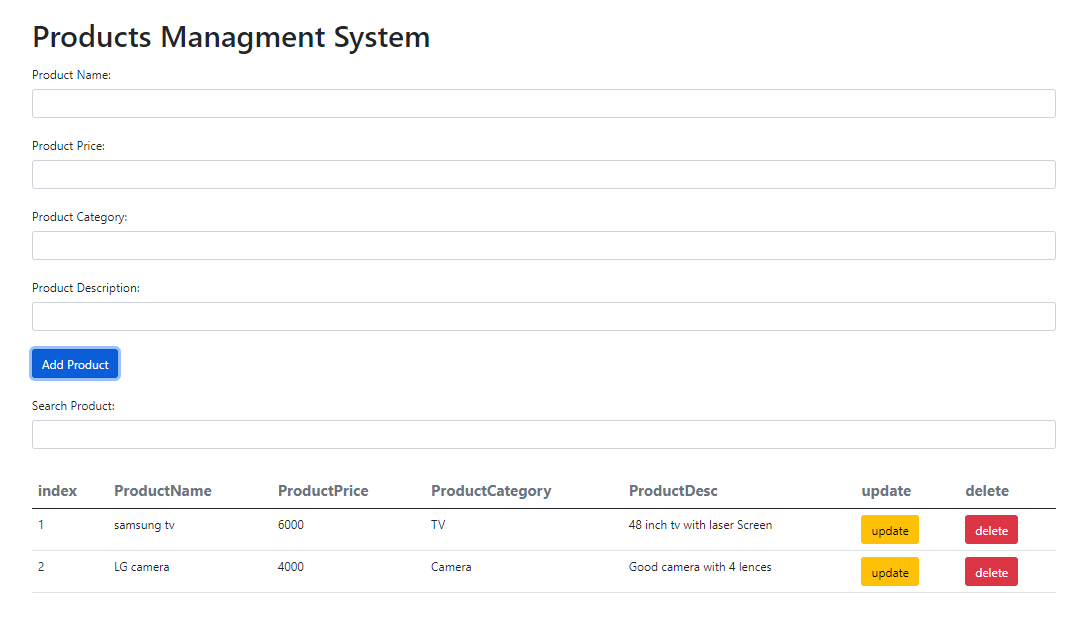 Products Managment System
Product Name:
Product Price:
Product Category:
Product Description:
Add Product
Search Product:
index ProductName ProductPrice ProductCategory ProductDesc update delete
1 samsung tv 6000 TV 48 inch tv with laser Screen update delete
2 LG camera 4000 Camera Good camera with 4 lences update delete